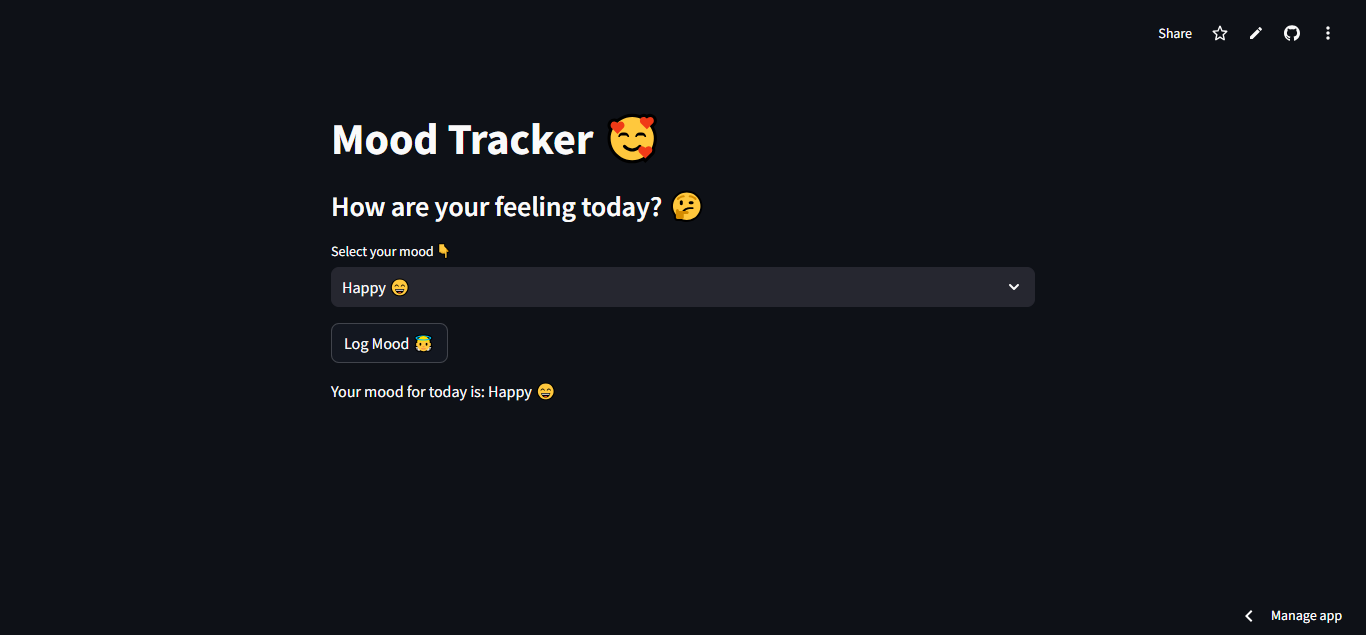 Share
Mood Tracker 🥰
How are your feeling today? 🤔
Select your mood 👇
Happy 😄
Log Mood 👼
Your mood for today is: Happy 😄
Manage app